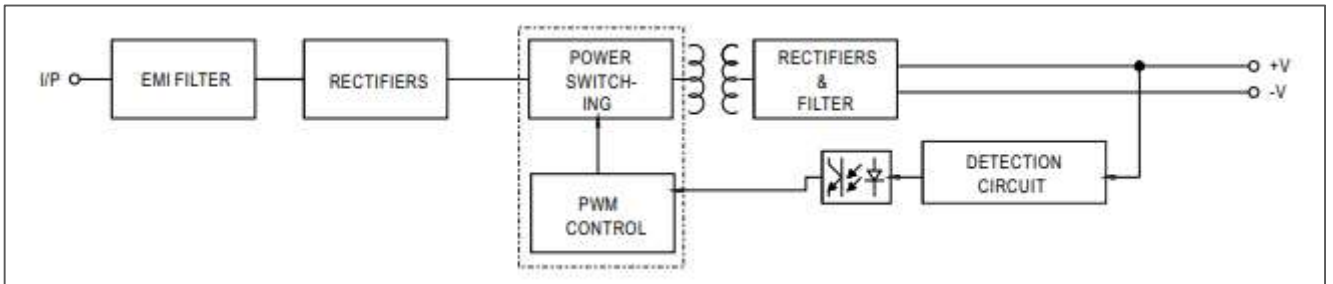 I/P
EMI FILTER
RECTIFIERS
POWER
SWITCH-
ING
RECTIFIERS
&
FILTER
+V
-V
PWM
CONTROL
DETECTION
CIRCUIT